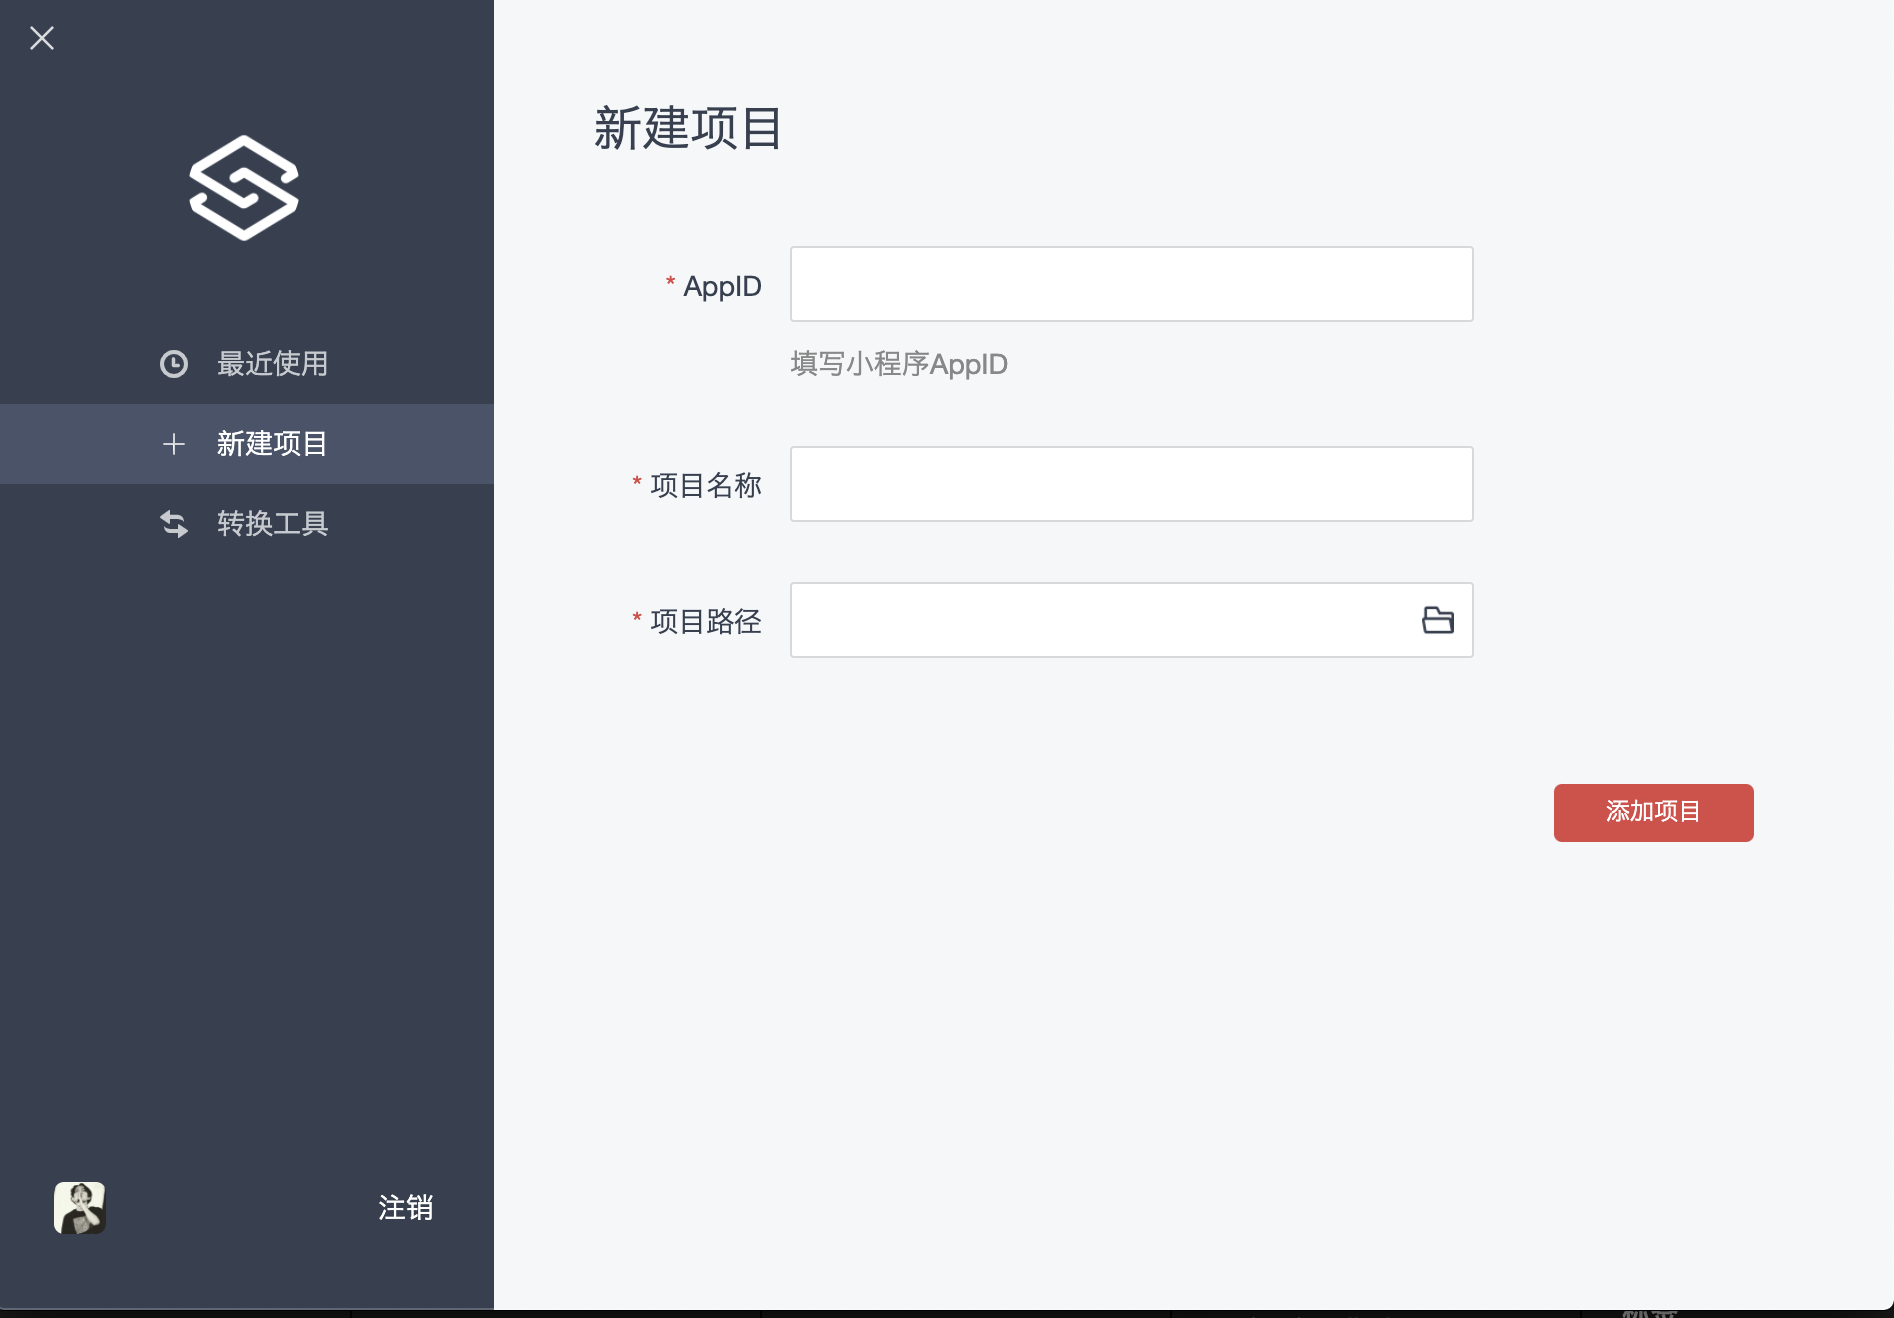 最近使用
新建项目
转换工具
注销
新建项目
* AppID
填写小程序AppID
* 项目名称
* 项目路径
添加项目